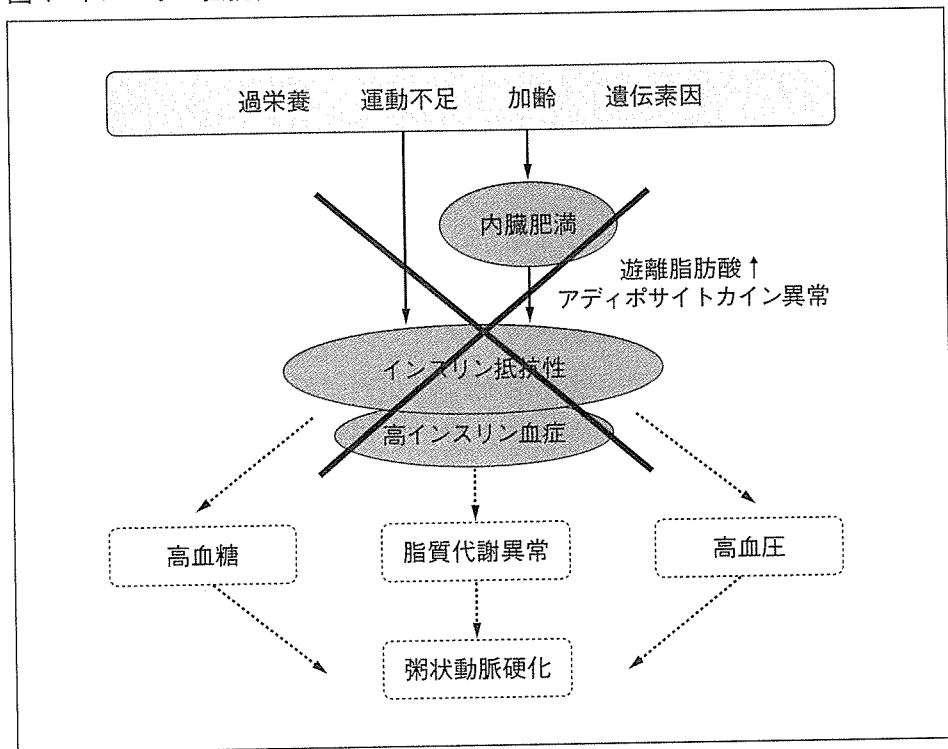 過栄養 運動不足 加齢 遺伝素因
内臓肥満
遊離脂肪酸↑
アディポサイトカイン異常
インスリン抵抗性
高インスリン血症
高血糖
脂質代謝異常
高血圧
粥状動脈硬化